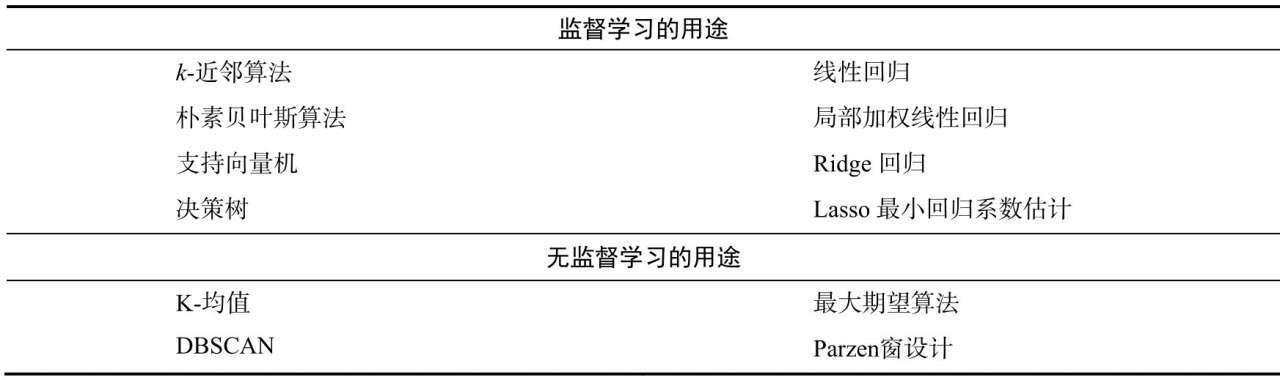 监督学习的用途
k-近邻算法 线性回归
朴素贝叶斯算法 局部加权线性回归
支持向量机 Ridge 回归
决策树 Lasso 最小回归系数估计
无监督学习的用途
K-均值 最大期望算法
DBSCAN Parzen窗设计